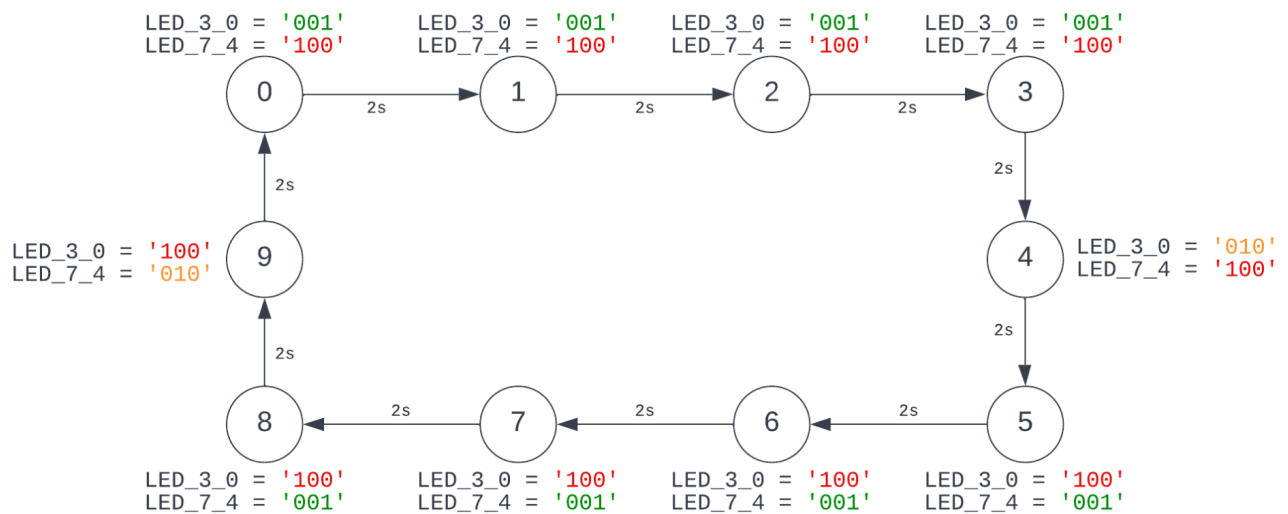 LED_3_0 = '001'
LED_7_4 = '100'
LED_3_0 = '001'
LED_7_4 = '100'
LED_3_0 = '001'
LED_7_4 = '100'
LED_3_0 = '001'
LED_7_4 = '100'
0
1
2
3
2s
2s
2s
2s
2s
LED_3_0 = '100'
LED_7_4 = '010'
9
4
LED_3_0 = '010'
LED_7_4 = '100'
2s
2s
8
7
6
5
2s
2s
2s
LED_3_0 = '100'
LED_7_4 = '001'
LED_3_0 = '100'
LED_7_4 = '001'
LED_3_0 = '100'
LED_7_4 = '001'
LED_3_0 = '100'
LED_7_4 = '001'